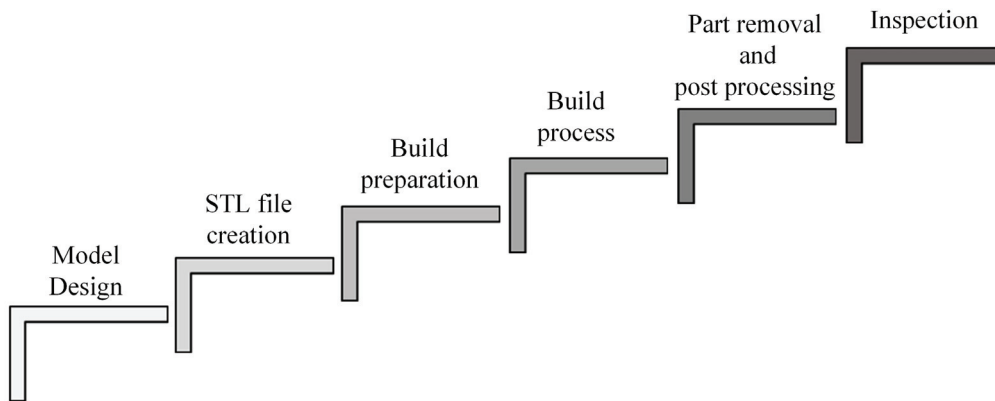 Model
Design
STL file
creation
Build
preparation
Build
process
Part removal
and
post processing
Inspection